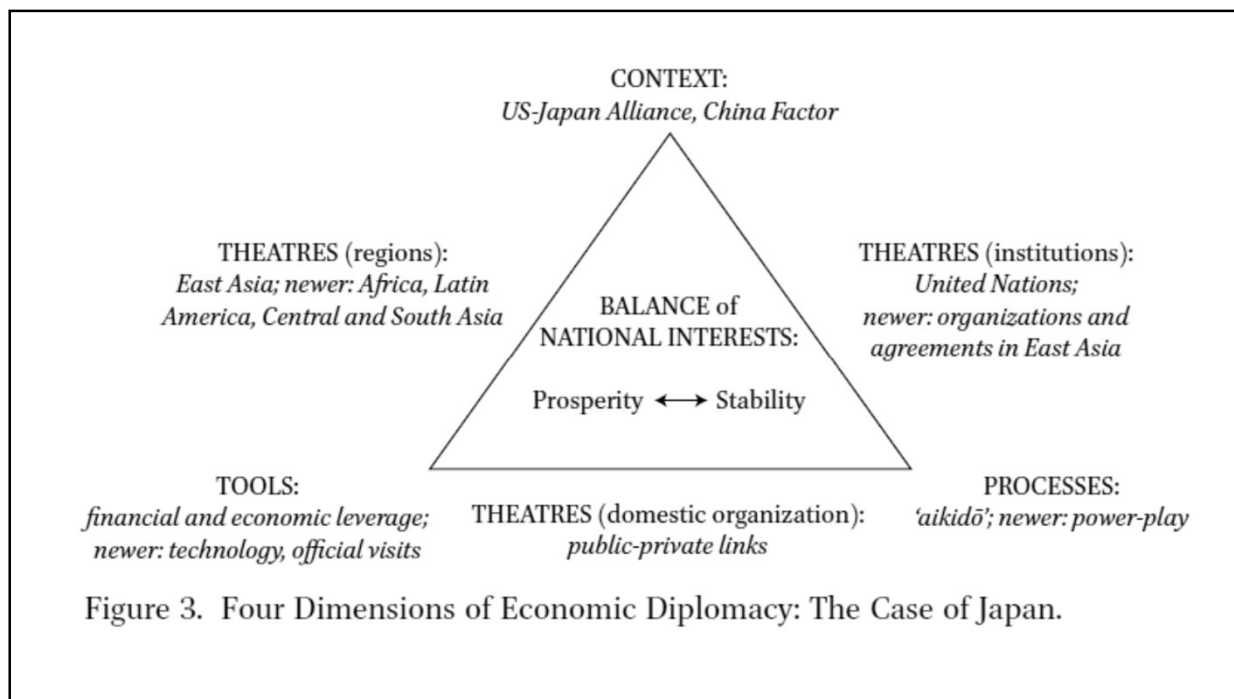 CONTEXT:
US-Japan Alliance, China Factor
THEATRES (regions):
East Asia; newer: Africa, Latin
America, Central and South Asia
THEATRES (institutions):
United Nations;
newer: organizations and
agreements in East Asia
BALANCE of
NATIONAL INTERESTS:
Prosperity ↔ Stability
TOOLS:
financial and economic leverage;
newer: technology, official visits
THEATRES (domestic organization):
public-private links
PROCESSES:
‘aikidō’; newer: power-play
Figure 3. Four Dimensions of Economic Diplomacy: The Case of Japan.